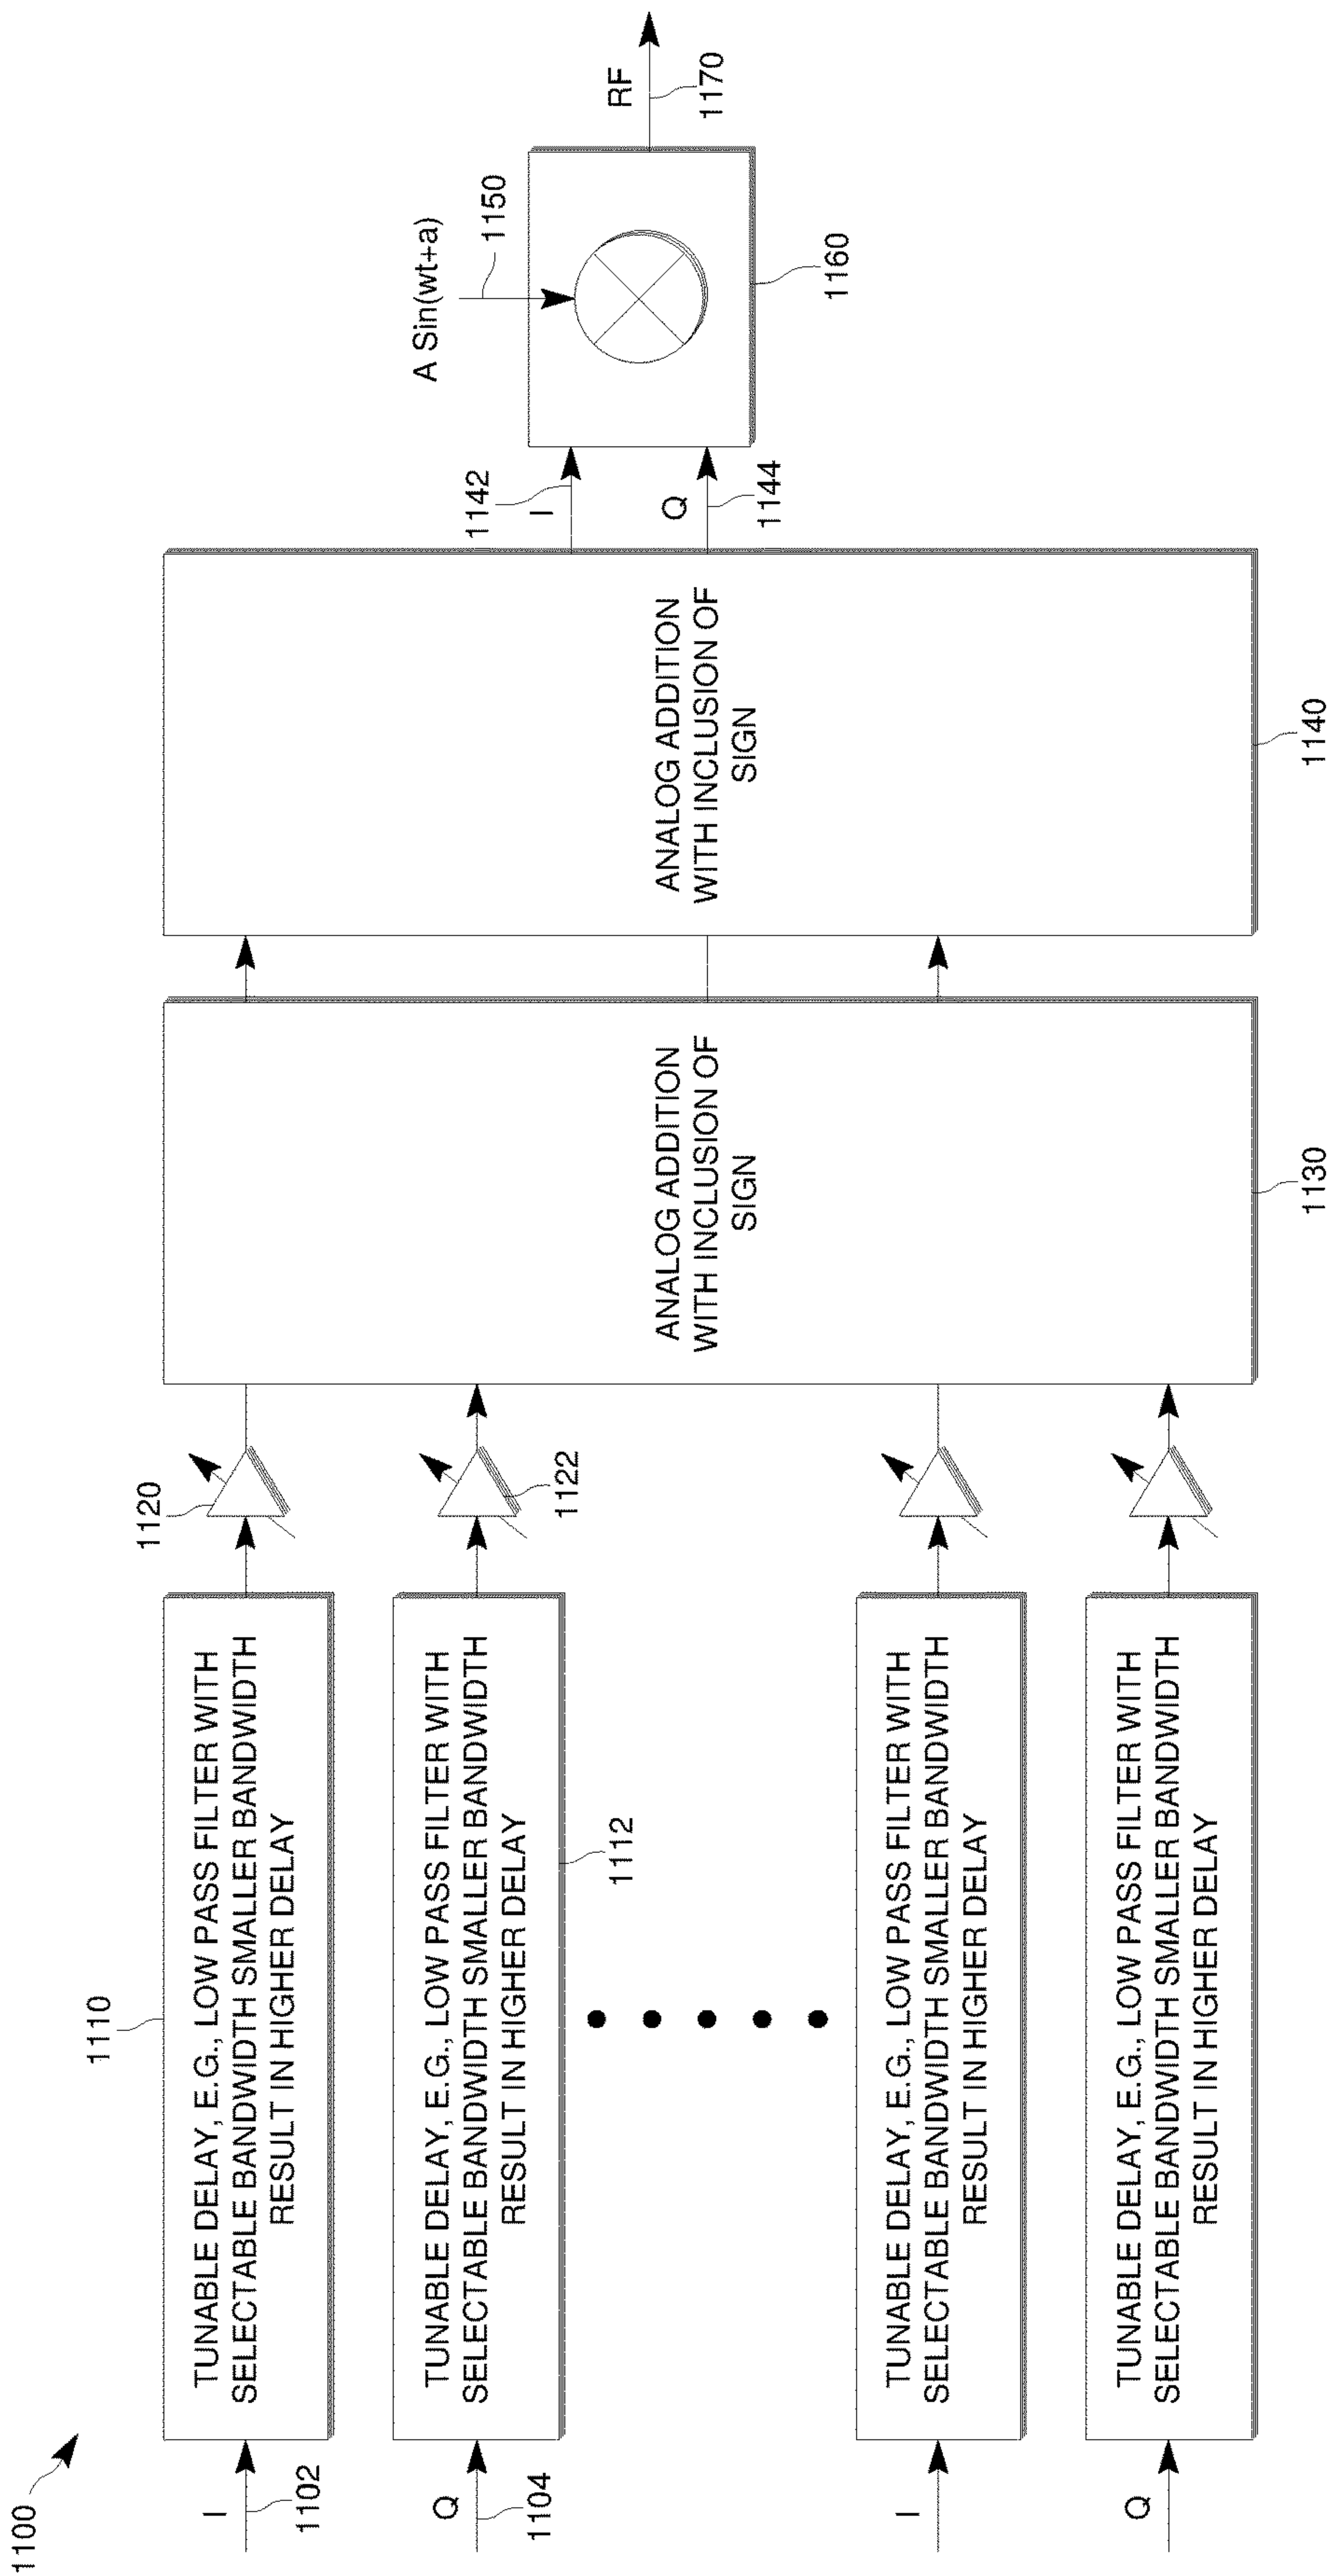 1100
I
1102
1110
TUNABLE DELAY, E.G., LOW PASS FILTER WITH
SELECTABLE BANDWIDTH SMALLER BANDWIDTH
RESULT IN HIGHER DELAY
1120
Q
1104
TUNABLE DELAY, E.G., LOW PASS FILTER WITH
SELECTABLE BANDWIDTH SMALLER BANDWIDTH
RESULT IN HIGHER DELAY
1112
1122
I
TUNABLE DELAY, E.G., LOW PASS FILTER WITH
SELECTABLE BANDWIDTH SMALLER BANDWIDTH
RESULT IN HIGHER DELAY
Q
TUNABLE DELAY, E.G., LOW PASS FILTER WITH
SELECTABLE BANDWIDTH SMALLER BANDWIDTH
RESULT IN HIGHER DELAY
ANALOG ADDITION
WITH INCLUSION OF
SIGN
1130
ANALOG ADDITION
WITH INCLUSION OF
SIGN
1140
1142
I
Q
1144
A Sin(wt+a)
1150
1160
RF
1170